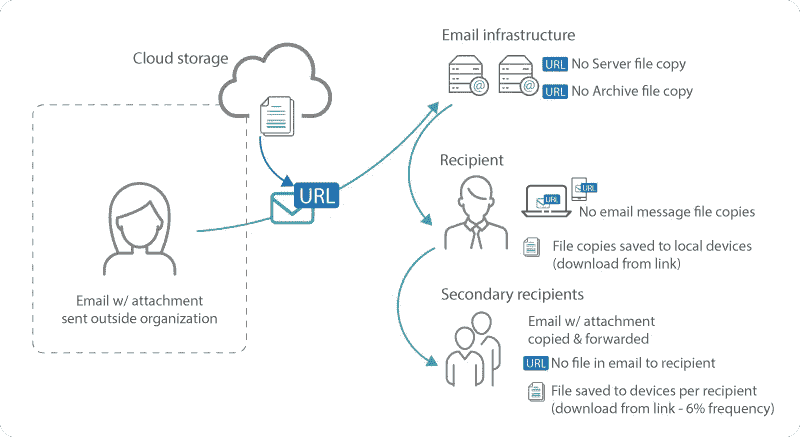 Cloud storage
Email w/ attachment
sent outside organization
URL
Email infrastructure
@ @
URL No Server file copy
URL No Archive file copy
Recipient
URL URL
No email message file copies
File copies saved to local devices
(download from link)
Secondary recipients
Email w/ attachment
copied & forwarded
URL No file in email to recipient
File saved to devices per recipient
(download from link - 6% frequency)